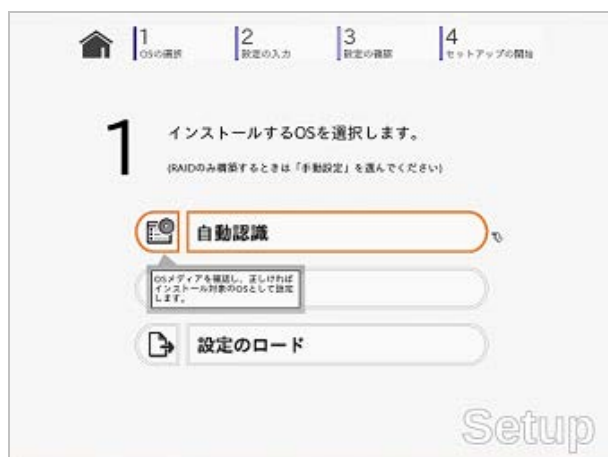 1
OSの選択
2
設定の入力
3
設定の確認
4
セットアップの開始
1
インストールするOSを選択します。
(RAIDのみ構築するときは「手動設定」を選んでください)
自動認識
OSメディアを確認し、正しければ
インストール対象のOSとして設定
します。
設定のロード
Setup